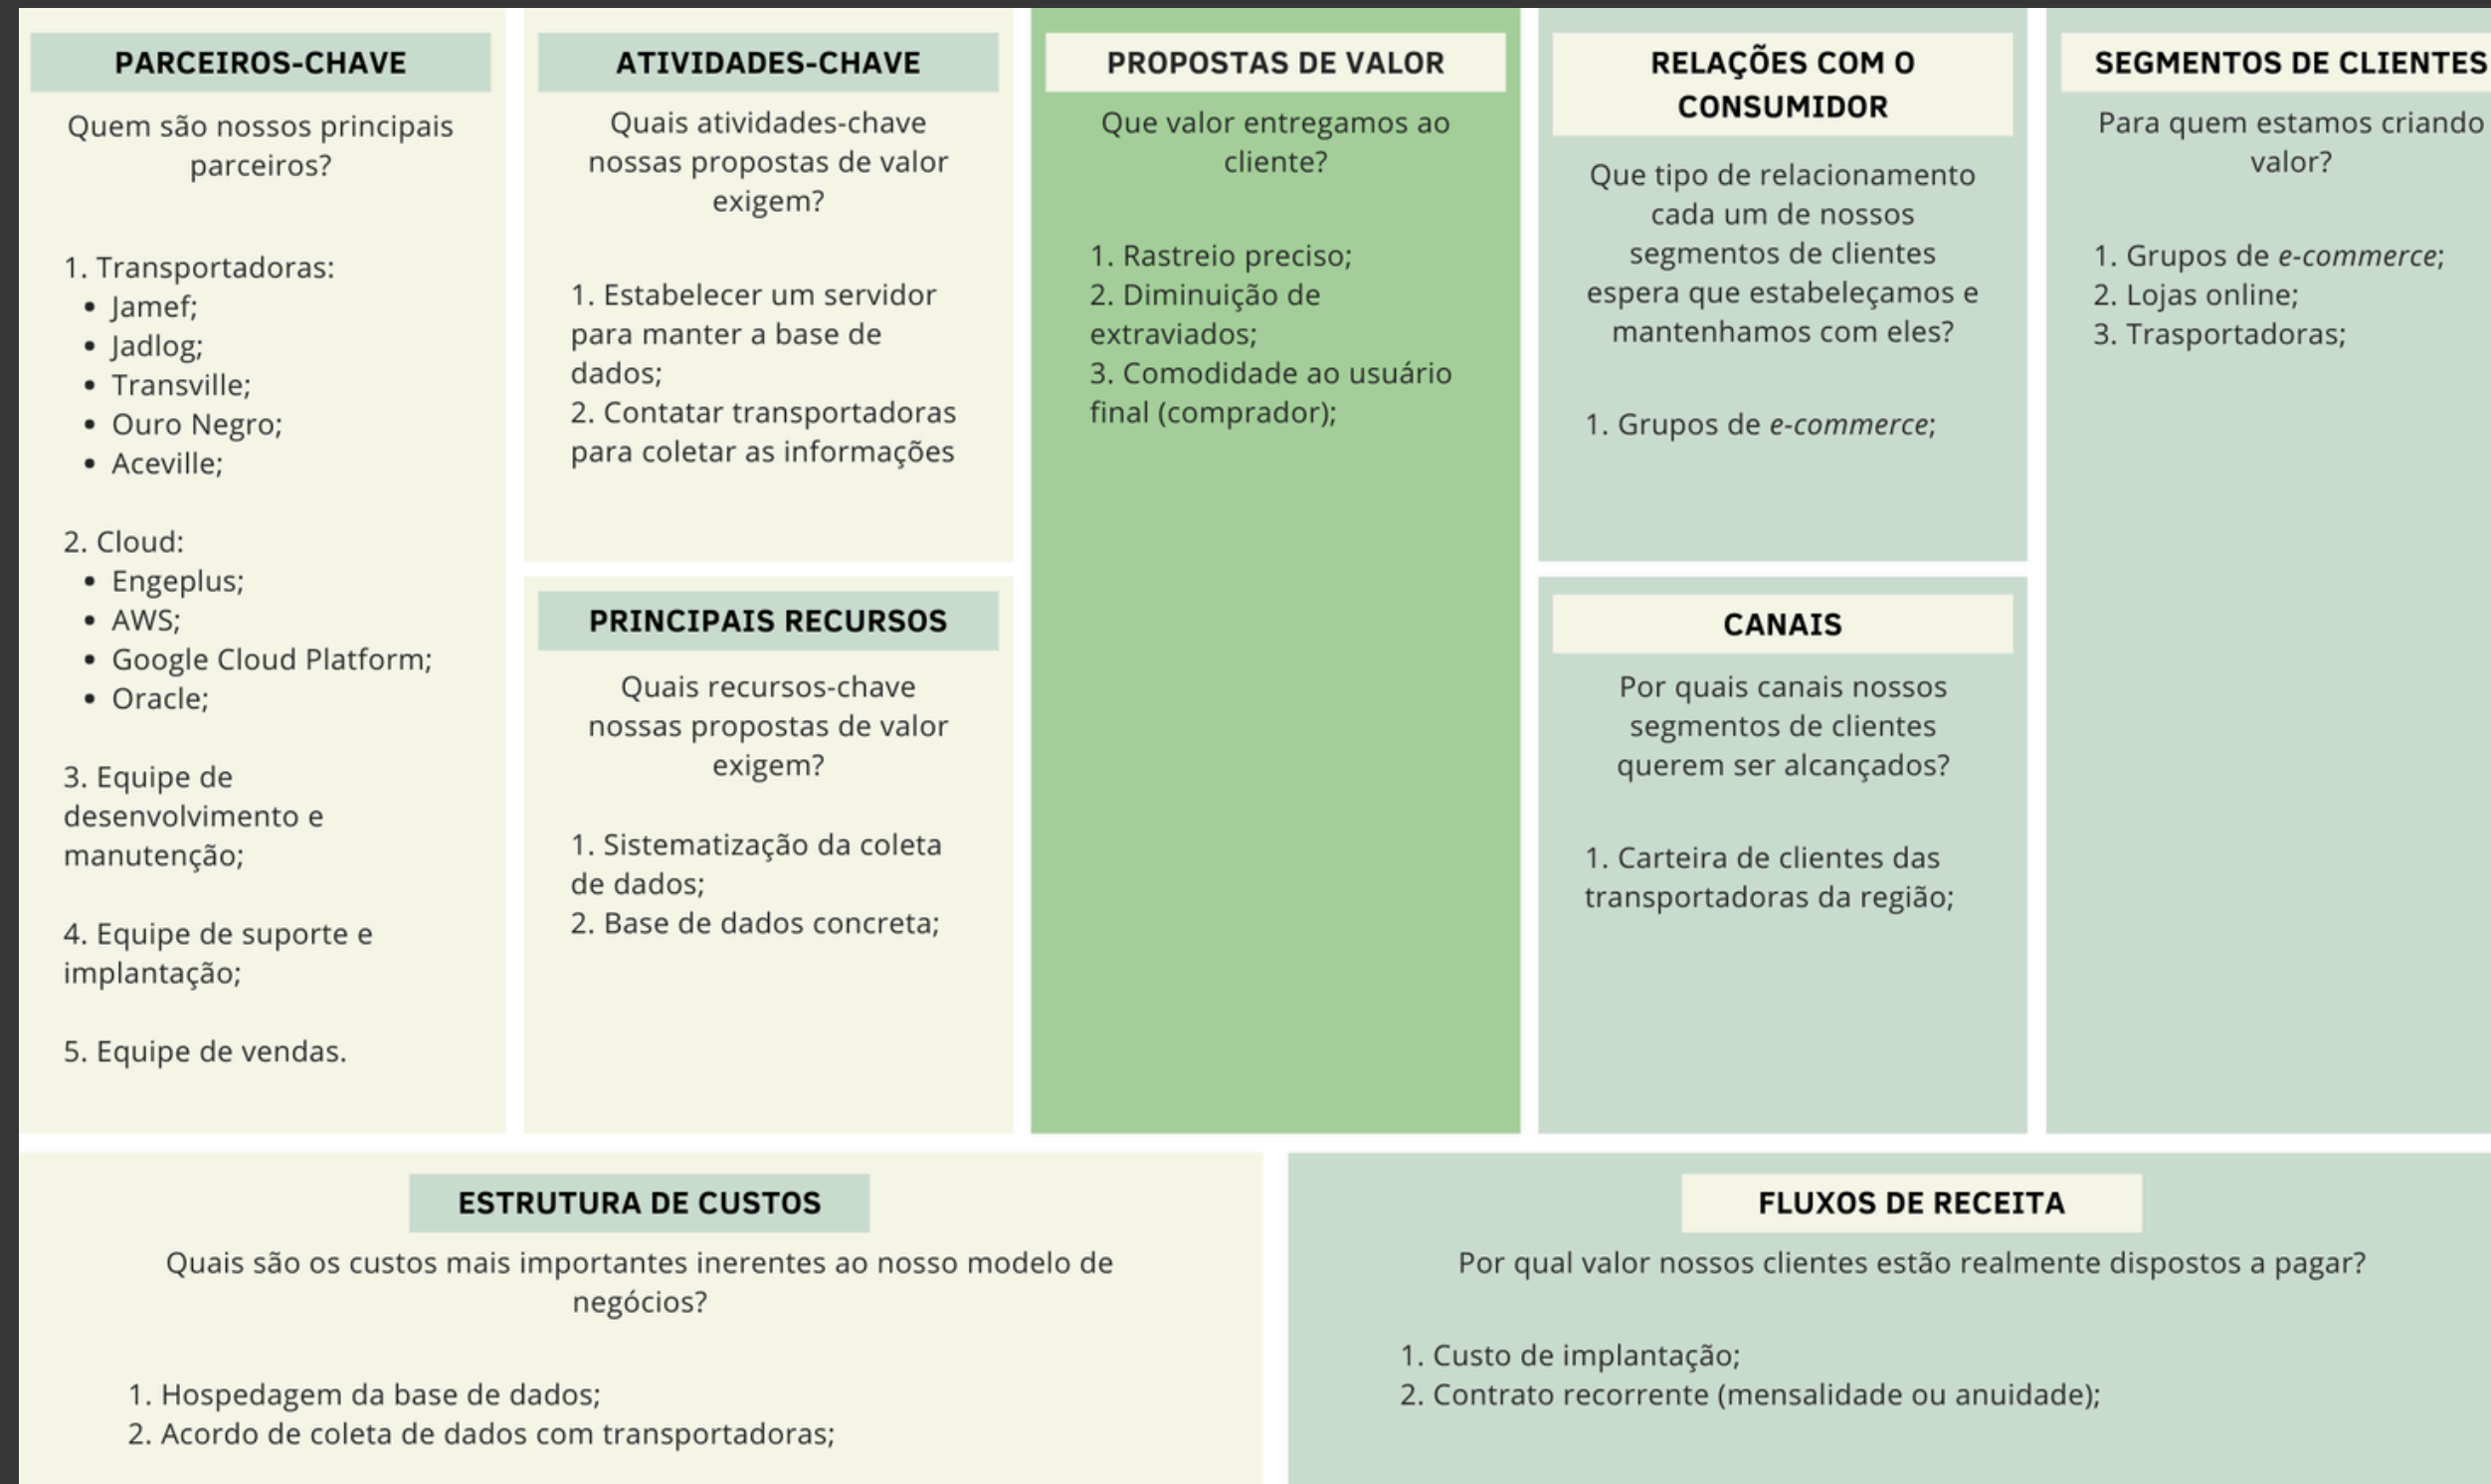 PARCEIROS-CHAVE
Quem são nossos principais
parceiros?
1. Transportadoras:
• Jamef;
• Jadlog;
• Transville;
• Ouro Negro;
• Aceville;
2. Cloud:
• Engeplus;
• AWS;
• Google Cloud Platform;
• Oracle;
3. Equipe de
desenvolvimento e
manutenção;
4. Equipe de suporte e
implantação;
5. Equipe de vendas.
ATIVIDADES-CHAVE
Quais atividades-chave
nossas propostas de valor
exigem?
1. Estabelecer um servidor
para manter a base de
dados;
2. Contatar transportadoras
para coletar as informações
PRINCIPAIS RECURSOS
Quais recursos-chave
nossas propostas de valor
exigem?
1. Sistematização da coleta
de dados;
2. Base de dados concreta;
PROPOSTAS DE VALOR
Que valor entregamos ao
cliente?
1. Rastreio preciso;
2. Diminuição de
extraviados;
3. Comodidade ao usuário
final (comprador);
RELAÇÕES COM O
CONSUMIDOR
Que tipo de relacionamento
cada um de nossos
segmentos de clientes
espera que estabeleçamos e
mantenhamos com eles?
1. Grupos de e-commerce;
CANAIS
Por quais canais nossos
segmentos de clientes
querem ser alcançados?
1. Carteira de clientes das
transportadoras da região;
SEGMENTOS DE CLIENTES
Para quem estamos criando
valor?
1. Grupos de e-commerce;
2. Lojas online;
3. Trasportadoras;
ESTRUTURA DE CUSTOS
Quais são os custos mais importantes inerentes ao nosso modelo de
negócios?
1. Hospedagem da base de dados;
2. Acordo de coleta de dados com transportadoras;
FLUXOS DE RECEITA
Por qual valor nossos clientes estão realmente dispostos a pagar?
1. Custo de implantação;
2. Contrato recorrente (mensalidade ou anuidade);